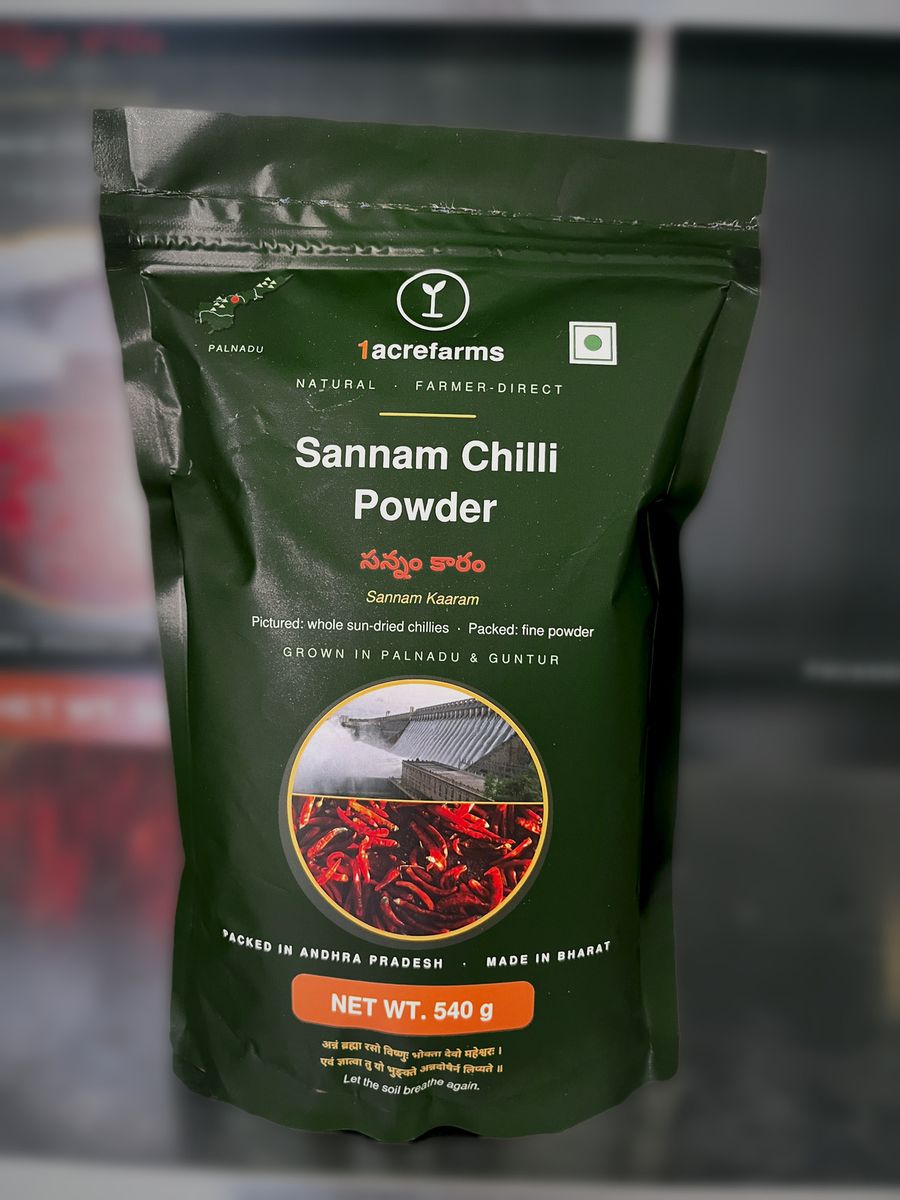 PALNADU
1acrefarms
NATURAL · FARMER-DIRECT
Sannam Chilli
Powder
సన్నం కారం
Sannam Kaaram
Pictured: whole sun-dried chillies · Packed: fine powder
GROWN IN PALNADU & GUNTUR
PACKED IN ANDHRA PRADESH · MADE IN BHARAT
NET WT. 540 g
अन्नं ब्रह्मा रसो विष्णुः भोक्ता देवो महेश्वरः ।
एवं ज्ञात्वा तु यो भुङ्क्ते अन्नदोषैर्न लिप्यते ॥
Let the soil breathe again.